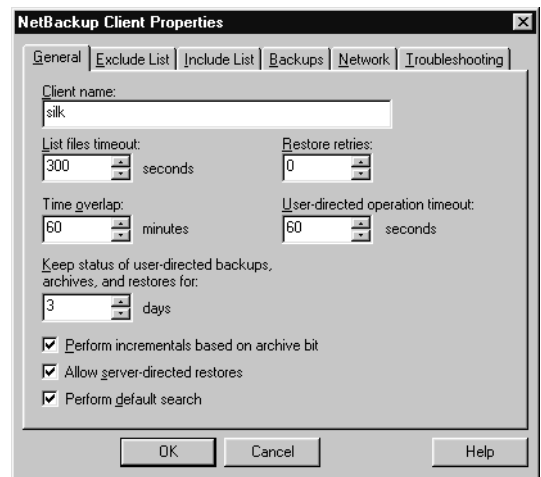 NetBackup Client Properties
General Exclude List Include List Backups Network Troubleshooting
Client name:
silk
List files timeout: Restore retries:
300 seconds 0
Time overlap: User-directed operation timeout:
60 minutes 60 seconds
Keep status of user-directed backups,
archives, and restores for:
3 days
Perform incrementals based on archive bit
Allow server-directed restores
Perform default search
OK Cancel Help